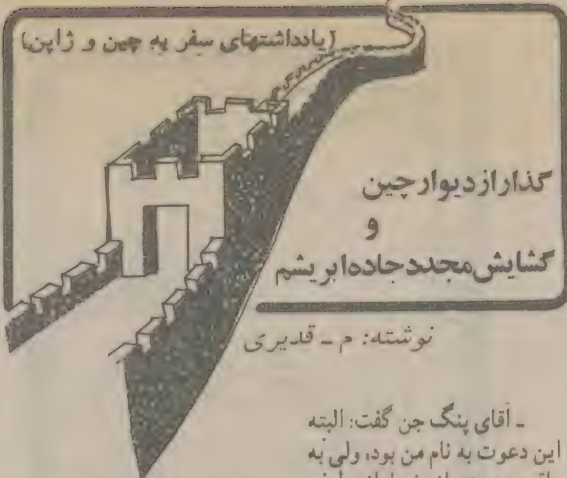 (یادداشتهای سفر به چین و ژاپن)
گذار از دیوار چین
و
گشایش مجدد جاده ابریشم
نوشته: م - قدیری
- آقای پنگ جن گفت: البته
این دعوت به نام من بود، ولی به